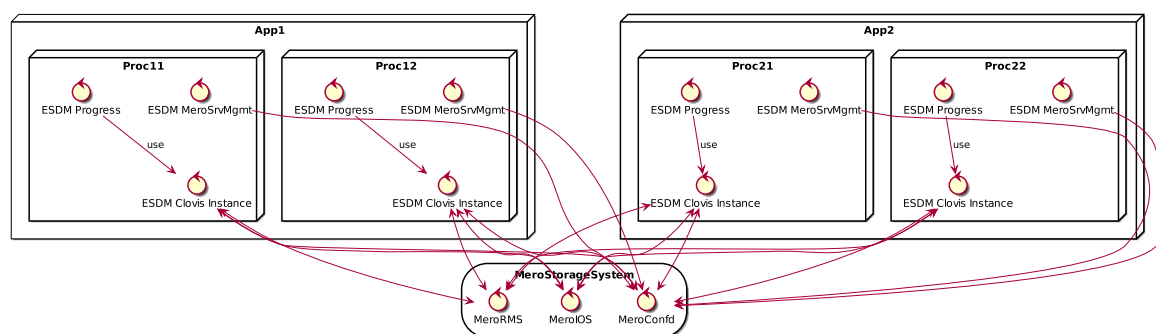 App1
App2
Proc11
Proc12
Proc21
Proc22
ESDM Progress
ESDM MeroSrvMgmt
ESDM Progress
ESDM MeroSrvMgmt
ESDM Progress
ESDM MeroSrvMgmt
ESDM Progress
ESDM MeroSrvMgmt
use
use
use
use
ESDM Clovis Instance
ESDM Clovis Instance
ESDM Clovis Instance
ESDM Clovis Instance
MeroStorageSystem
MeroRMS
MeroIOS
MeroConfd